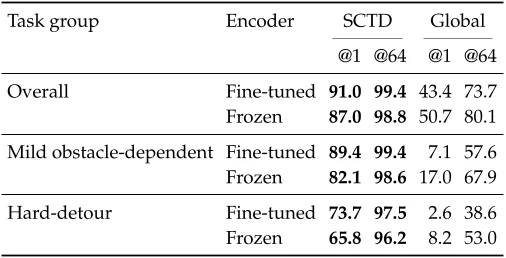 Task group Encoder SCTD Global
@1 @64 @1 @64
Overall Fine-tuned 91.0 99.4 43.4 73.7
Frozen 87.0 98.8 50.7 80.1
Mild obstacle-dependent Fine-tuned 89.4 99.4 7.1 57.6
Frozen 82.1 98.6 17.0 67.9
Hard-detour Fine-tuned 73.7 97.5 2.6 38.6
Frozen 65.8 96.2 8.2 53.0